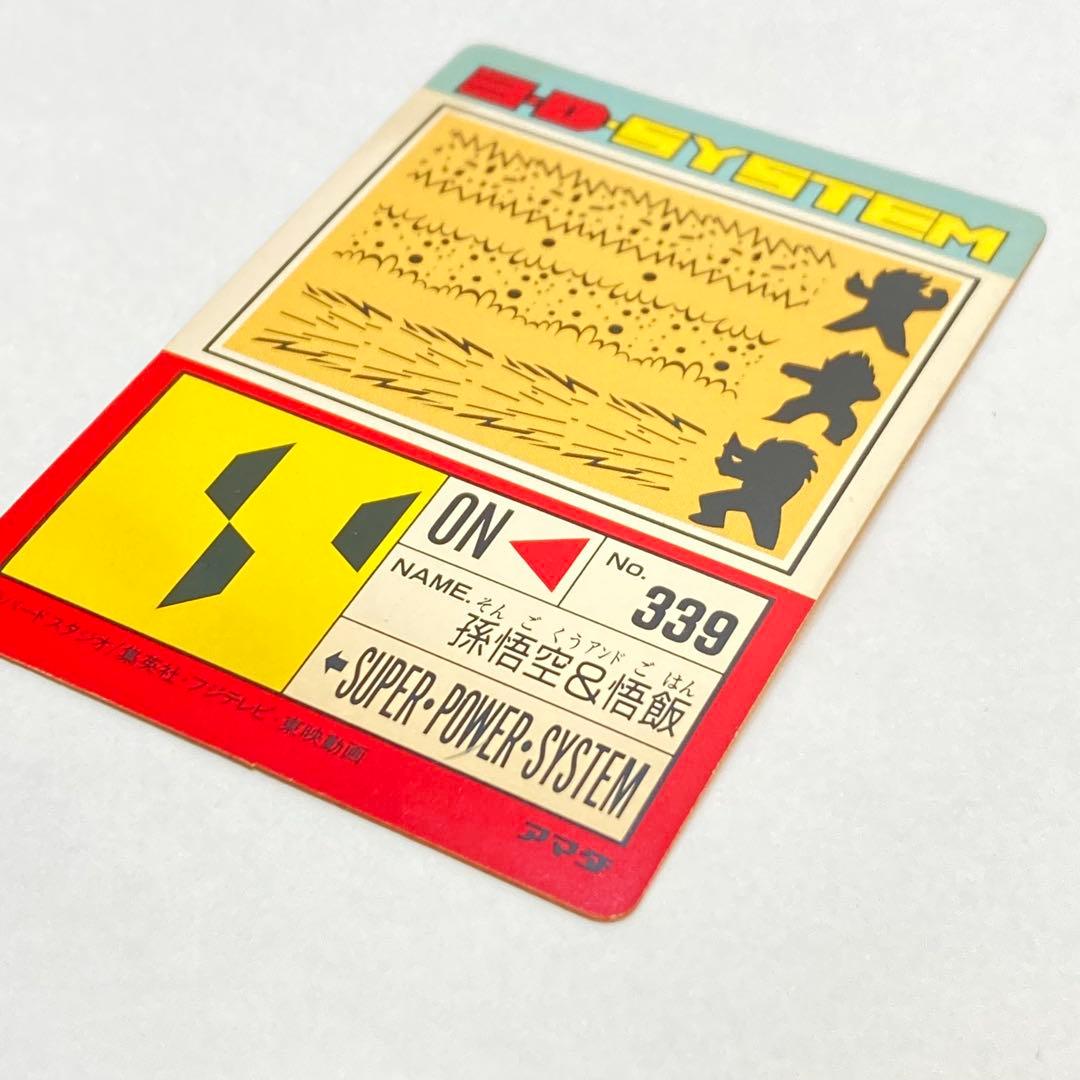 S·D·SYSTEM
ON
No.
339
NAME.
そん ご くう アンド ご はん
孫悟空&悟飯
SUPER·POWER·SYSTEM
バードスタジオ/集英社・フジテレビ・東映動画
アマダ